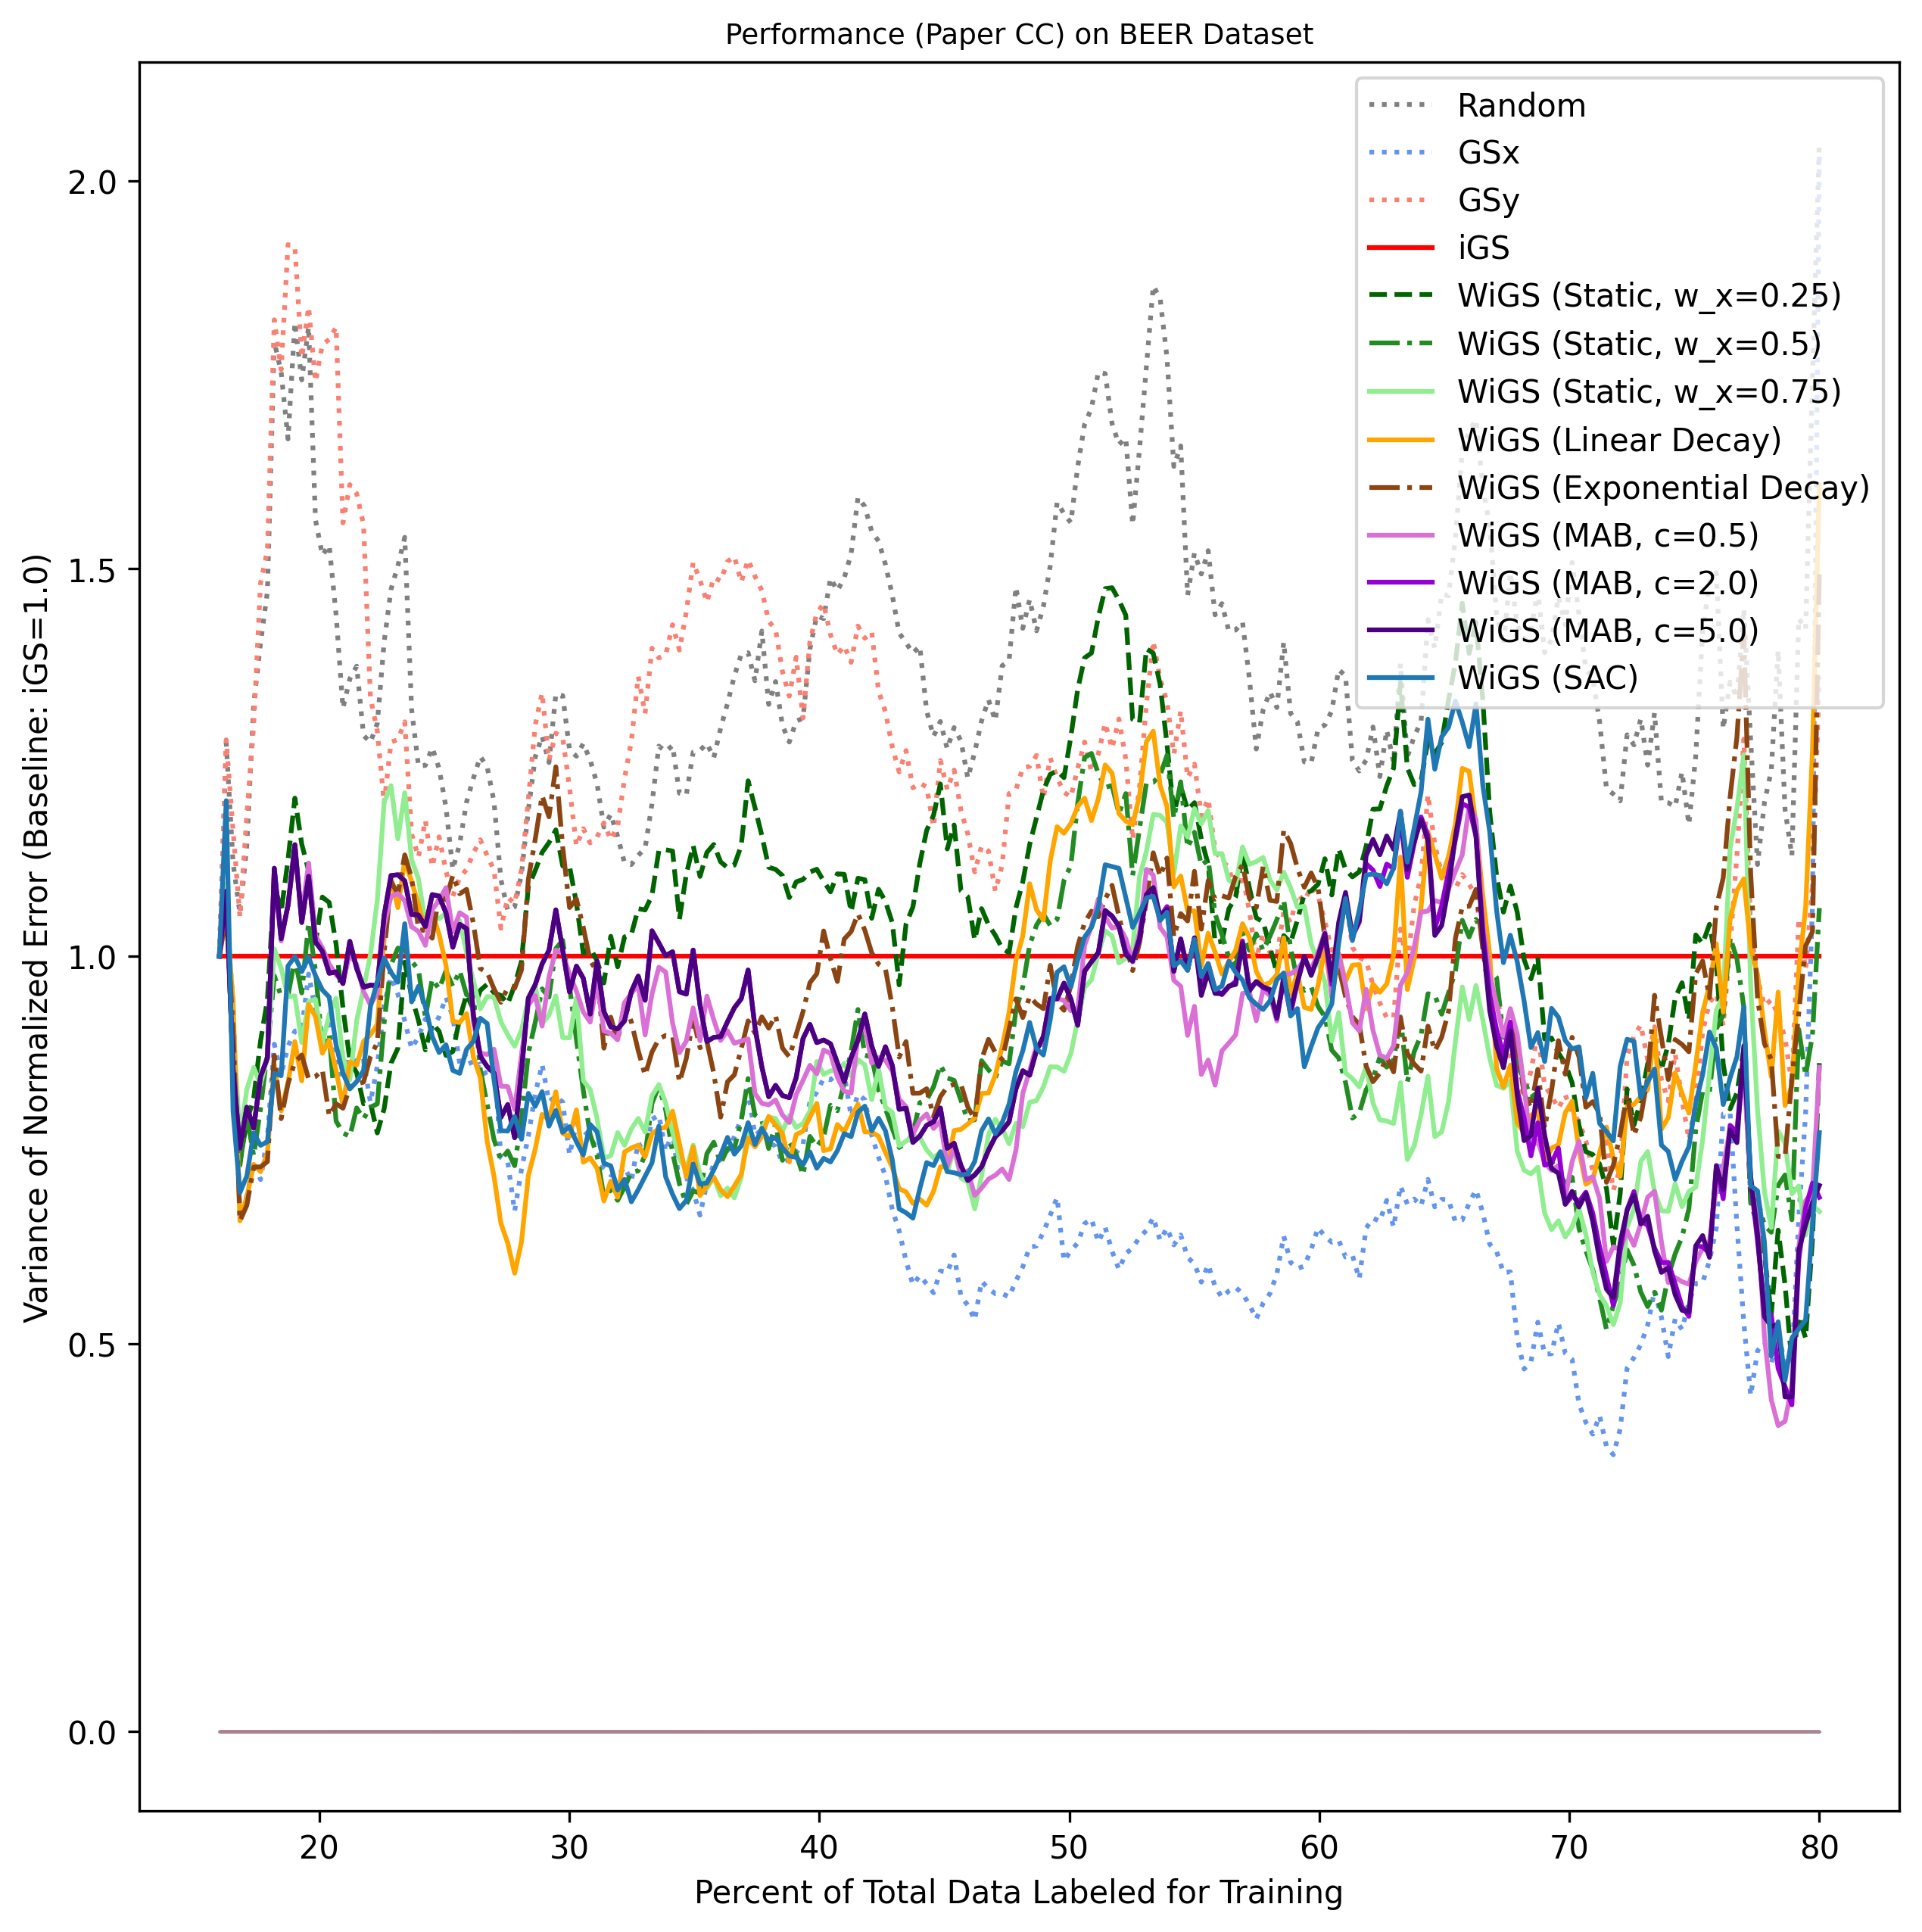 Performance (Paper CC) on BEER Dataset
Variance of Normalized Error (Baseline: iGS=1.0)
2.0
1.5
1.0
0.5
0.0
Random
GSx
GSy
iGS
WiGS (Static, w_x=0.25)
WiGS (Static, w_x=0.5)
WiGS (Static, w_x=0.75)
WiGS (Linear Decay)
WiGS (Exponential Decay)
WiGS (MAB, c=0.5)
WiGS (MAB, c=2.0)
WiGS (MAB, c=5.0)
WiGS (SAC)
20 30 40 50 60 70 80
Percent of Total Data Labeled for Training